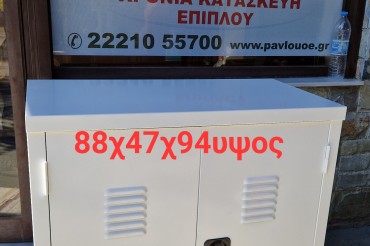 ΧΡΟΝΙΑ ΚΑΤΑΣΚΕΥΗ
ΕΠΙΠΛΟΥ
✆ 22210 55700 www.pavlouoe.gr
88χ47χ94υψος